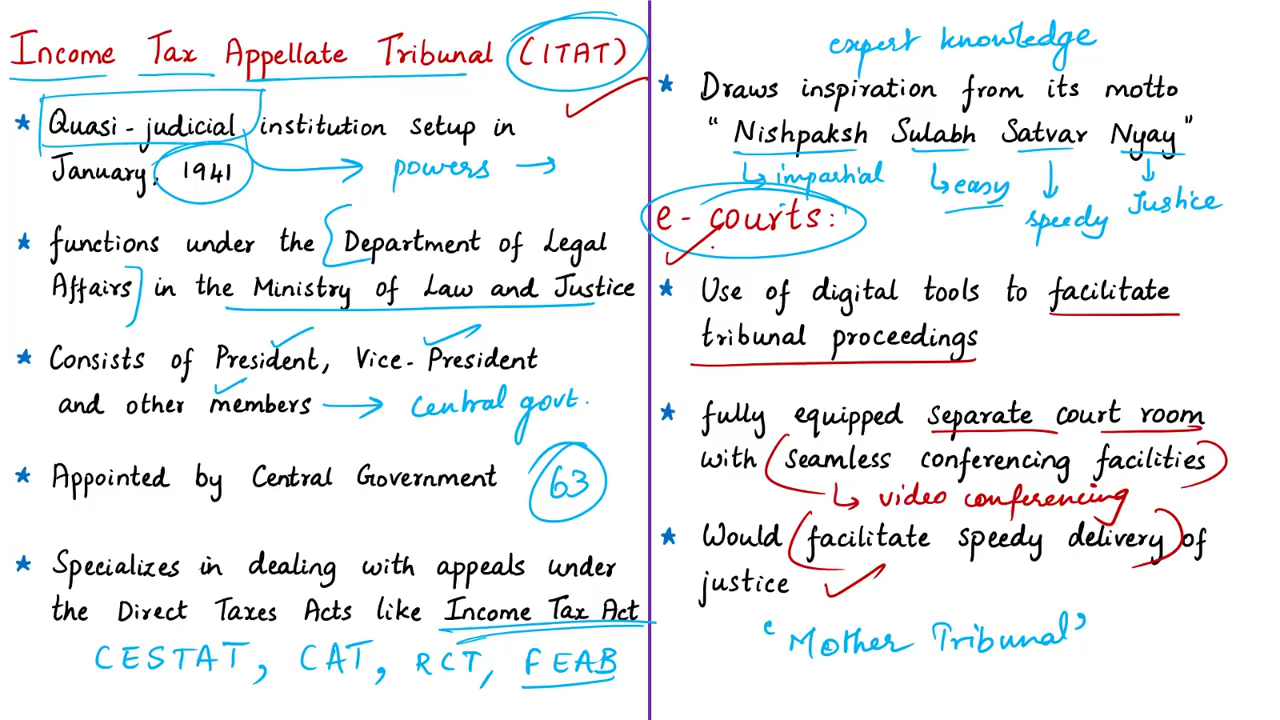 Income Tax Appellate Tribunal (ITAT)
* Quasi-judicial institution setup in
January, 1941 → powers →
* functions under the Department of Legal
Affairs in the Ministry of Law and Justice
* Consists of President, Vice-President
and other members → Central govt.
* Appointed by Central Government 63
* Specializes in dealing with appeals under
the Direct Taxes Acts like Income Tax Act
CESTAT, CAT, RCT, FEAB
expert knowledge
* Draws inspiration from its motto
"Nishpaksh Sulabh Satvar Nyay"
↳ impartial ↳ easy ↓ speedy ↓ Justice
e-courts:
* Use of digital tools to facilitate
tribunal proceedings
* fully equipped separate court room
with (seamless conferencing facilities)
↳ video conferencing
* Would (facilitate speedy delivery) of
justice
'Mother Tribunal'